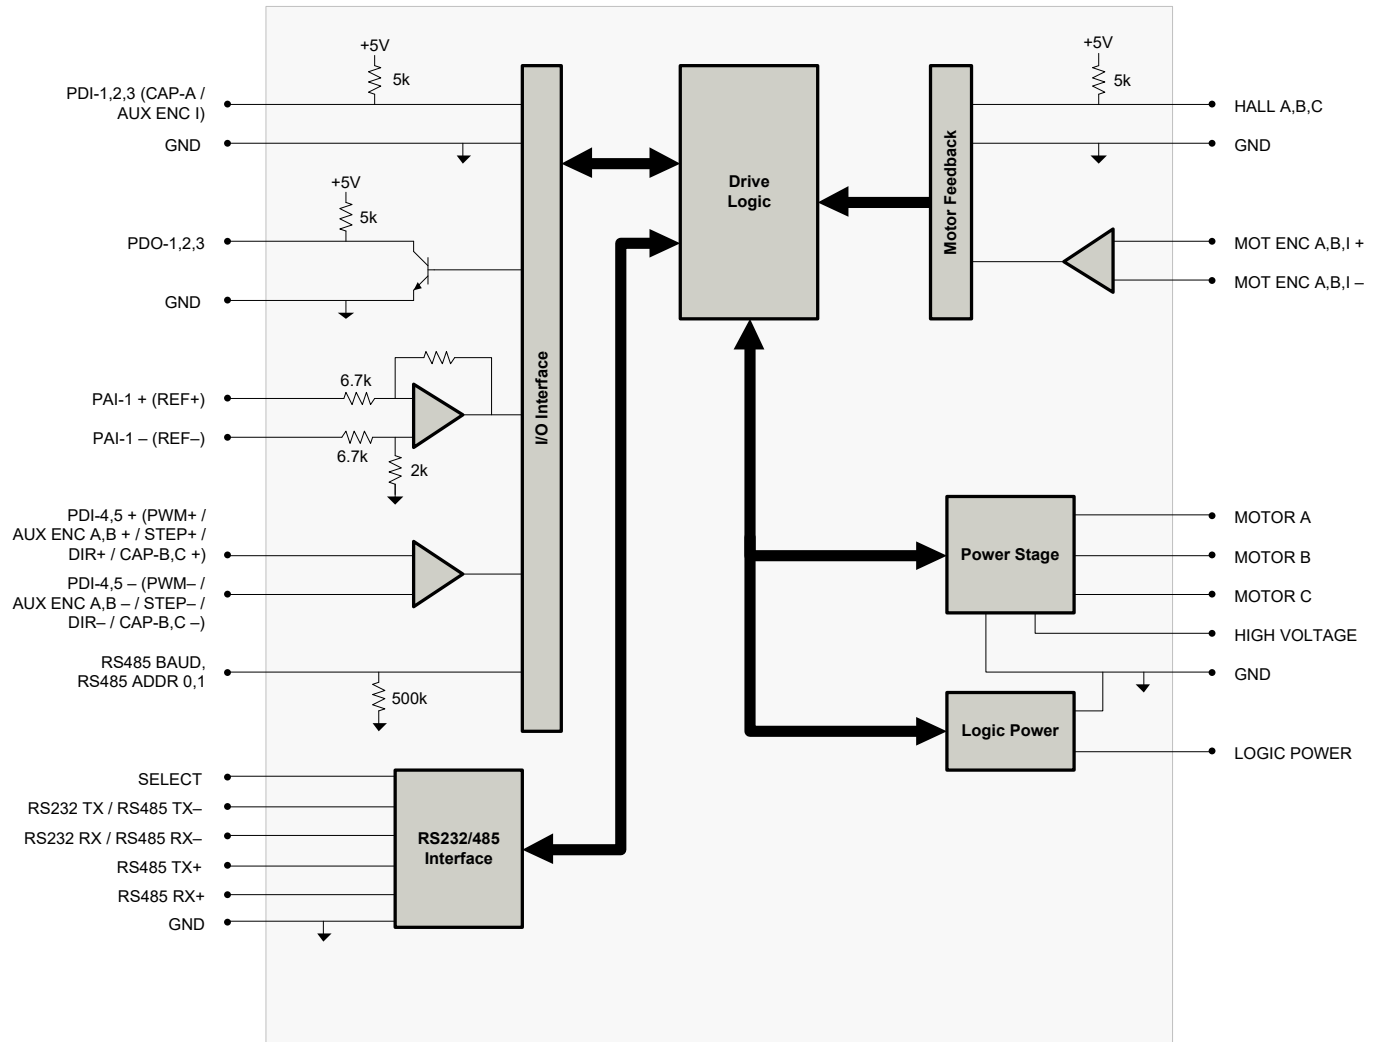 +5V
5k
PDI-1,2,3 (CAP-A /
AUX ENC I)
GND
+5V
5k
PDO-1,2,3
GND
6.7k
PAI-1 + (REF+)
PAI-1 – (REF–)
6.7k
2k
PDI-4,5 + (PWM+ /
AUX ENC A,B + / STEP+ /
DIR+ / CAP-B,C +)
PDI-4,5 – (PWM– /
AUX ENC A,B – / STEP– /
DIR– / CAP-B,C –)
RS485 BAUD,
RS485 ADDR 0,1
500k
I/O Interface
SELECT
RS232 TX / RS485 TX–
RS232 RX / RS485 RX–
RS485 TX+
RS485 RX+
GND
RS232/485
Interface
Drive
Logic
Motor Feedback
+5V
5k
HALL A,B,C
GND
MOT ENC A,B,I +
MOT ENC A,B,I –
Power Stage
MOTOR A
MOTOR B
MOTOR C
HIGH VOLTAGE
GND
Logic Power
LOGIC POWER